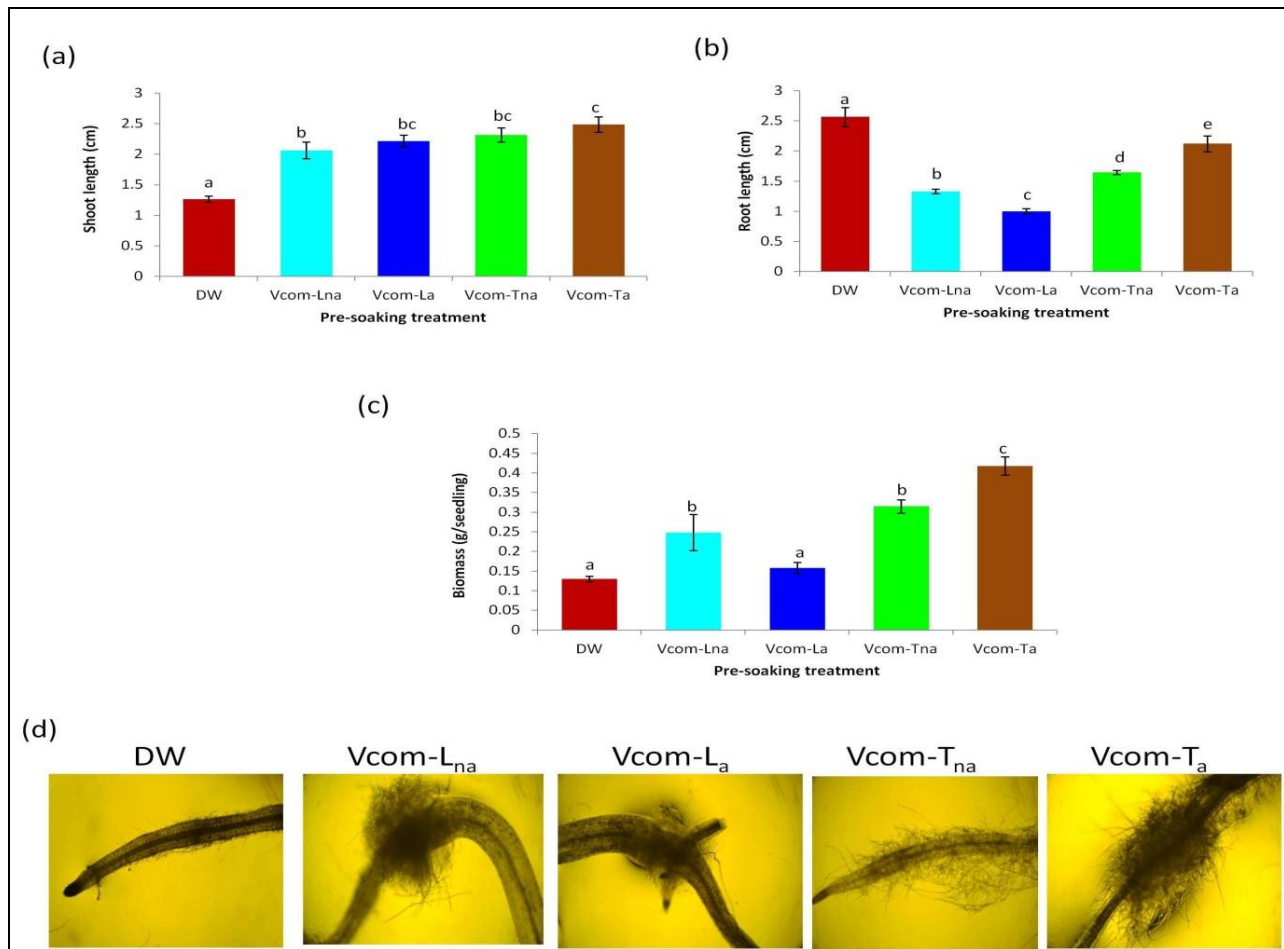 (a)
3
2.5
2
1.5
1
0.5
0
Shoot length (cm)
a
b
bc
bc
c
DW Vcom-Lna Vcom-La Vcom-Tna Vcom-Ta
Pre-soaking treatment
(b)
3
2.5
2
1.5
1
0.5
0
Root length (cm)
a
b
c
d
e
DW Vcom-Lna Vcom-La Vcom-Tna Vcom-Ta
Pre-soaking treatment
(c)
0.5
0.45
0.4
0.35
0.3
0.25
0.2
0.15
0.1
0.05
0
Biomass (g/seedling)
a
b
a
b
c
DW Vcom-Lna Vcom-La Vcom-Tna Vcom-Ta
Pre-soaking treatment
(d)
DW Vcom-Lna Vcom-La Vcom-Tna Vcom-Ta